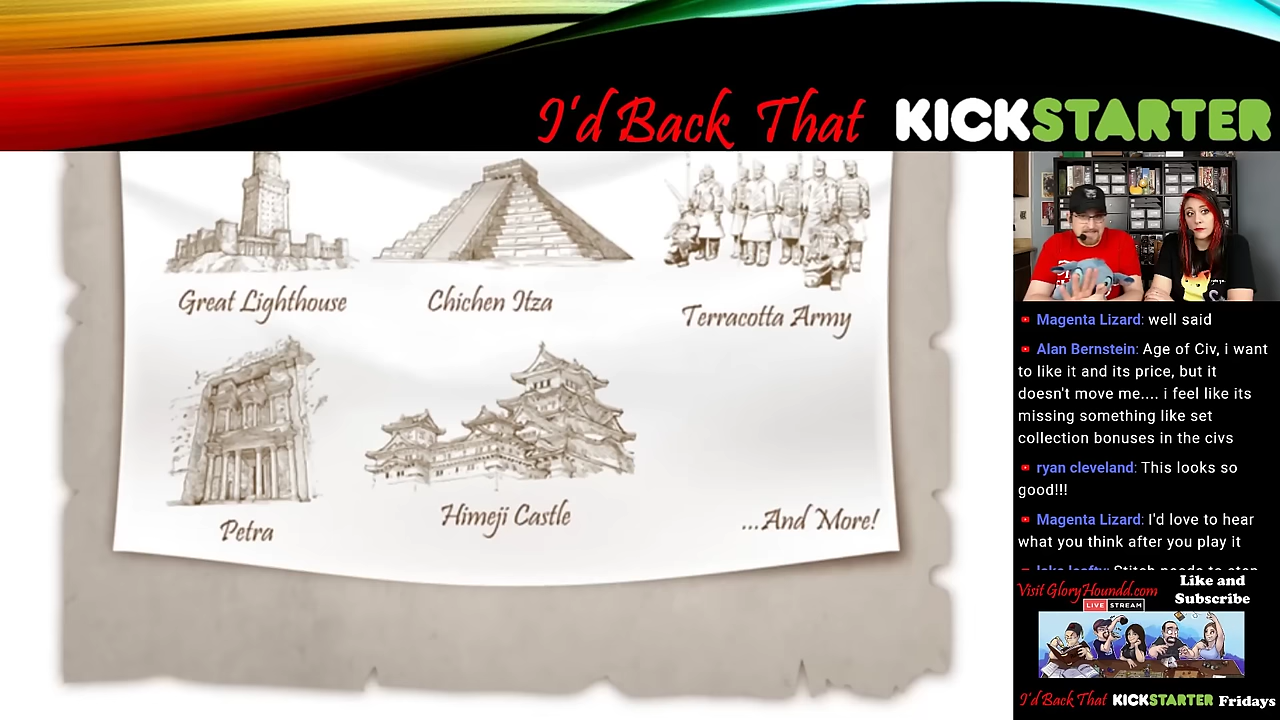 I'd Back That KICKSTARTER
Great Lighthouse
Chichen Itza
Terracotta Army
Petra
Himeji Castle
...And More!
Magenta Lizard: well said
Alan Bernstein: Age of Civ, i want
to like it and its price, but it
doesn't move me.... i feel like its
missing something like set
collection bonuses in the civs
ryan cleveland: This looks so
good!!!
Magenta Lizard: I'd love to hear
what you think after you play it
Visit GloryHoundd.com
LIVE STREAM
Like and
Subscribe
I'd Back That KICKSTARTER Fridays